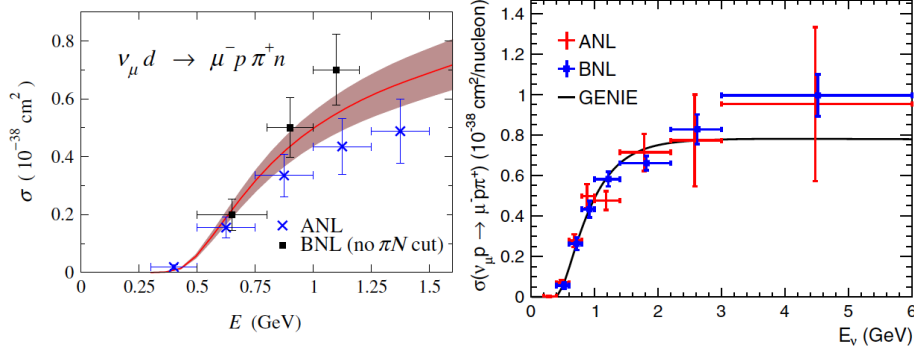 ν_μ d → μ⁻ p π⁺ n
σ ( 10⁻³⁸ cm² )
0.8
0.6
0.4
0.2
0
× ANL
■ BNL (no πN cut)
0 0.25 0.5 0.75 1 1.25 1.5
E (GeV)
σ(ν_μ p → μ⁻pπ⁺) (10⁻³⁸ cm²/nucleon)
1.4
1.2
1
0.8
0.6
0.4
0.2
0
ANL
BNL
GENIE
0 1 2 3 4 5 6
E_ν (GeV)